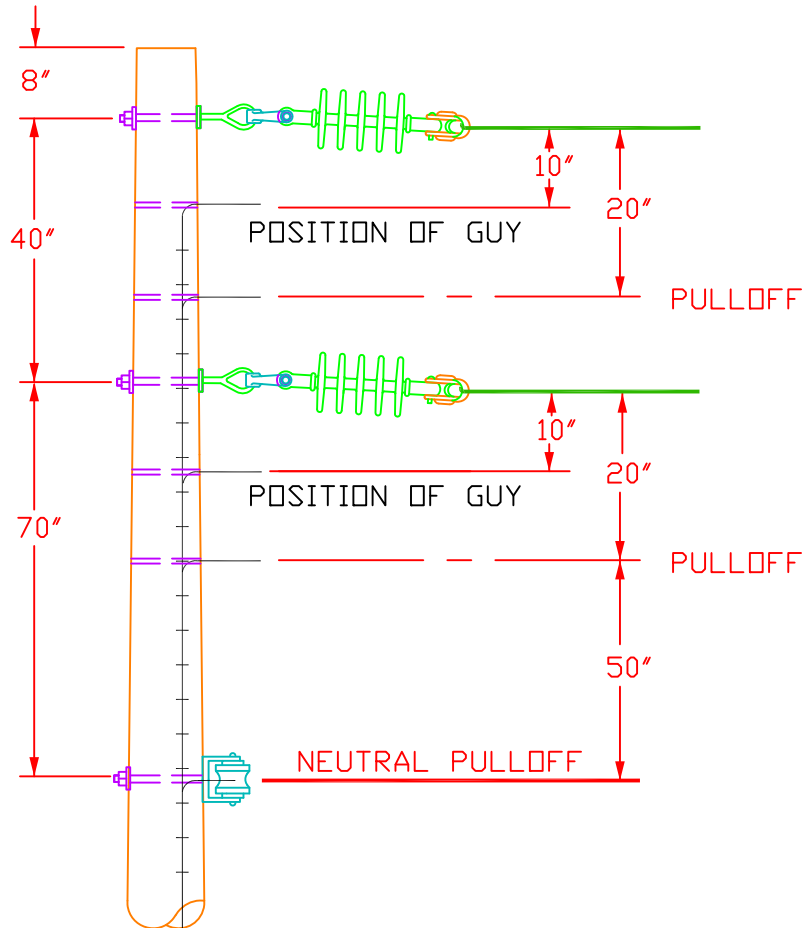 8"
10"
20"
POSITION OF GUY
40"
PULLOFF
10"
20"
POSITION OF GUY
70"
PULLOFF
50"
NEUTRAL PULLOFF